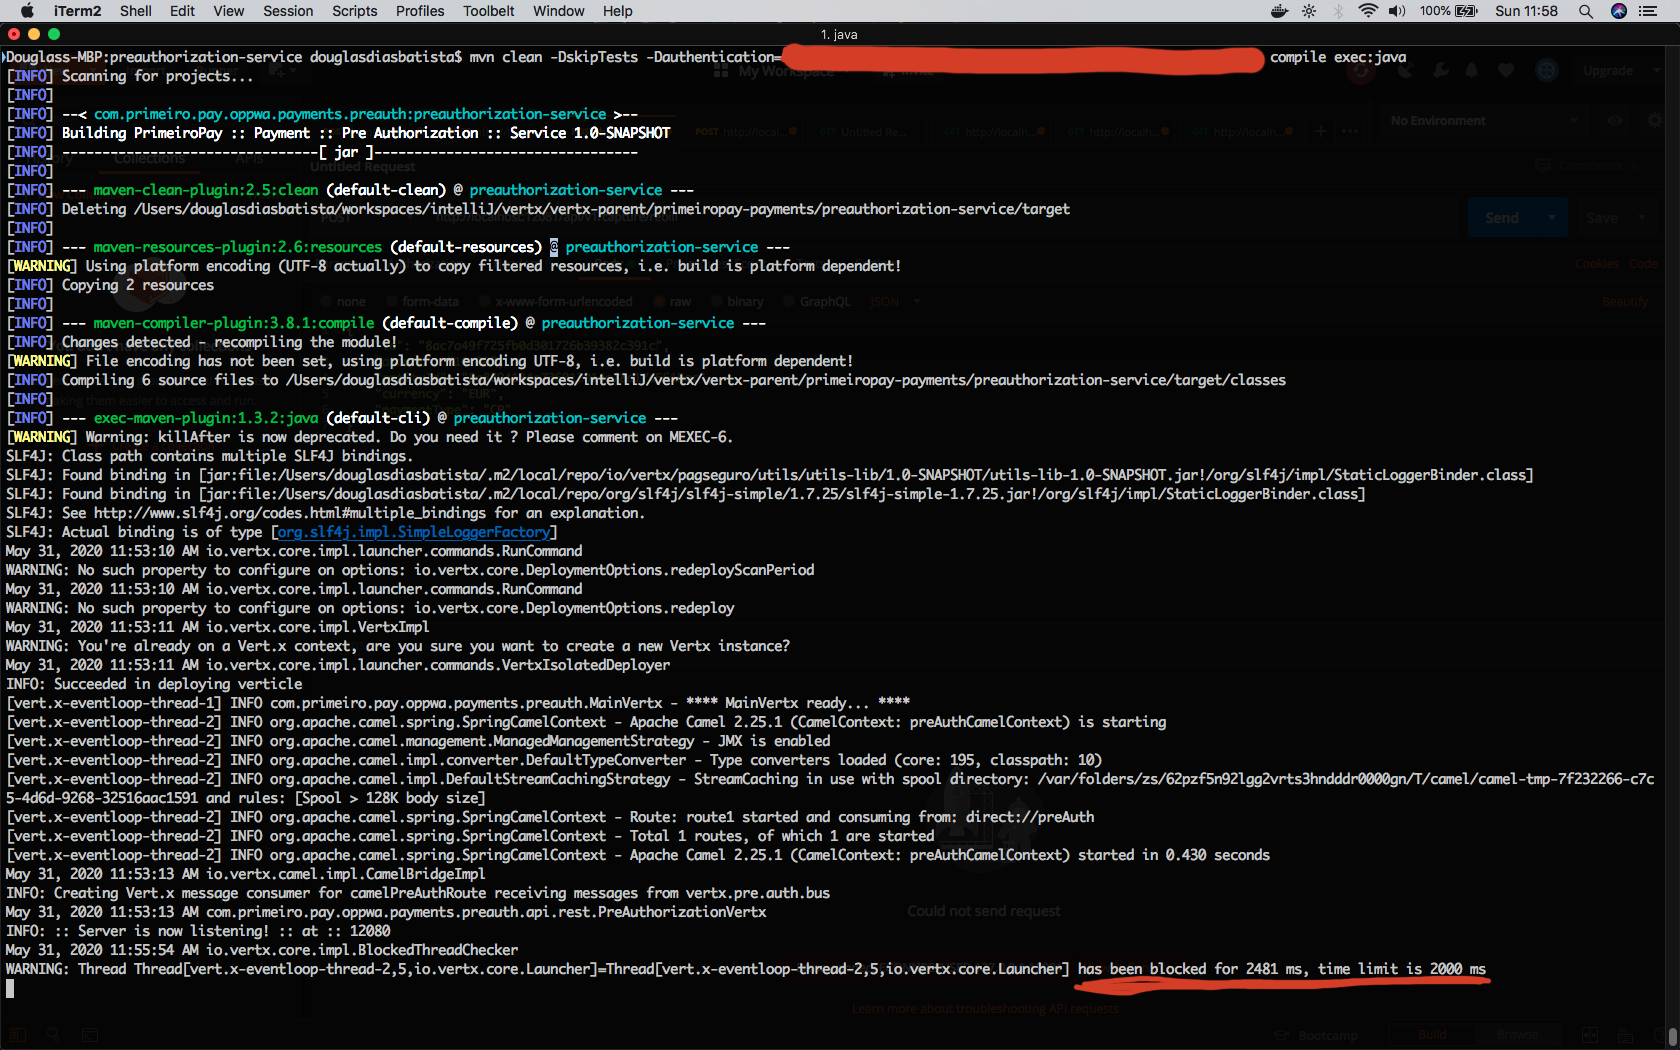 iTerm2 Shell Edit View Session Scripts Profiles Toolbelt Window Help 100% Sun 11:58
1. java
Douglass-MBP:preauthorization-service douglasdiasbatista$ mvn clean -DskipTests -Dauthentication= compile exec:java
[INFO] Scanning for projects...
[INFO]
[INFO] --< com.primeiro.pay.oppwa.payments.preauth:preauthorization-service >--
[INFO] Building PrimeiroPay :: Payment :: Pre Authorization :: Service 1.0-SNAPSHOT
[INFO] --------------------------------[ jar ]---------------------------------
[INFO]
[INFO] --- maven-clean-plugin:2.5:clean (default-clean) @ preauthorization-service ---
[INFO] Deleting /Users/douglasdiasbatista/workspaces/intelliJ/vertx/vertx-parent/primeiropay-payments/preauthorization-service/target
[INFO]
[INFO] --- maven-resources-plugin:2.6:resources (default-resources) @ preauthorization-service ---
[WARNING] Using platform encoding (UTF-8 actually) to copy filtered resources, i.e. build is platform dependent!
[INFO] Copying 2 resources
[INFO]
[INFO] --- maven-compiler-plugin:3.8.1:compile (default-compile) @ preauthorization-service ---
[INFO] Changes detected - recompiling the module!
[WARNING] File encoding has not been set, using platform encoding UTF-8, i.e. build is platform dependent!
[INFO] Compiling 6 source files to /Users/douglasdiasbatista/workspaces/intelliJ/vertx/vertx-parent/primeiropay-payments/preauthorization-service/target/classes
[INFO]
[INFO] --- exec-maven-plugin:1.3.2:java (default-cli) @ preauthorization-service ---
[WARNING] Warning: killAfter is now deprecated. Do you need it ? Please comment on MEXEC-6.
SLF4J: Class path contains multiple SLF4J bindings.
SLF4J: Found binding in [jar:file:/Users/douglasdiasbatista/.m2/local/repo/io/vertx/pagseguro/utils/utils-lib/1.0-SNAPSHOT/utils-lib-1.0-SNAPSHOT.jar!/org/slf4j/impl/StaticLoggerBinder.class]
SLF4J: Found binding in [jar:file:/Users/douglasdiasbatista/.m2/local/repo/org/slf4j/slf4j-simple/1.7.25/slf4j-simple-1.7.25.jar!/org/slf4j/impl/StaticLoggerBinder.class]
SLF4J: See http://www.slf4j.org/codes.html#multiple_bindings for an explanation.
SLF4J: Actual binding is of type [org.slf4j.impl.SimpleLoggerFactory]
May 31, 2020 11:53:10 AM io.vertx.core.impl.launcher.commands.RunCommand
WARNING: No such property to configure on options: io.vertx.core.DeploymentOptions.redeployScanPeriod
May 31, 2020 11:53:10 AM io.vertx.core.impl.launcher.commands.RunCommand
WARNING: No such property to configure on options: io.vertx.core.DeploymentOptions.redeploy
May 31, 2020 11:53:11 AM io.vertx.core.impl.VertxImpl
WARNING: You're already on a Vert.x context, are you sure you want to create a new Vertx instance?
May 31, 2020 11:53:11 AM io.vertx.core.impl.launcher.commands.VertxIsolatedDeployer
INFO: Succeeded in deploying verticle
[vert.x-eventloop-thread-1] INFO com.primeiro.pay.oppwa.payments.preauth.MainVertx - **** MainVertx ready... ****
[vert.x-eventloop-thread-2] INFO org.apache.camel.spring.SpringCamelContext - Apache Camel 2.25.1 (CamelContext: preAuthCamelContext) is starting
[vert.x-eventloop-thread-2] INFO org.apache.camel.management.ManagedManagementStrategy - JMX is enabled
[vert.x-eventloop-thread-2] INFO org.apache.camel.impl.converter.DefaultTypeConverter - Type converters loaded (core: 195, classpath: 10)
[vert.x-eventloop-thread-2] INFO org.apache.camel.impl.DefaultStreamCachingStrategy - StreamCaching in use with spool directory: /var/folders/zs/62pzf5n92lgg2vrts3hndddr0000gn/T/camel/camel-tmp-7f232266-c7c
5-4d6d-9268-32516aac1591 and rules: [Spool > 128K body size]
[vert.x-eventloop-thread-2] INFO org.apache.camel.spring.SpringCamelContext - Route: route1 started and consuming from: direct://preAuth
[vert.x-eventloop-thread-2] INFO org.apache.camel.spring.SpringCamelContext - Total 1 routes, of which 1 are started
[vert.x-eventloop-thread-2] INFO org.apache.camel.spring.SpringCamelContext - Apache Camel 2.25.1 (CamelContext: preAuthCamelContext) started in 0.430 seconds
May 31, 2020 11:53:13 AM io.vertx.camel.impl.CamelBridgeImpl
INFO: Creating Vert.x message consumer for camelPreAuthRoute receiving messages from vertx.pre.auth.bus
May 31, 2020 11:53:13 AM com.primeiro.pay.oppwa.payments.preauth.api.rest.PreAuthorizationVertx
Could not send request
INFO: :: Server is now listening! :: at :: 12080
May 31, 2020 11:55:54 AM io.vertx.core.impl.BlockedThreadChecker
WARNING: Thread Thread[vert.x-eventloop-thread-2,5,io.vertx.core.Launcher]=Thread[vert.x-eventloop-thread-2,5,io.vertx.core.Launcher] has been blocked for 2481 ms, time limit is 2000 ms
Learn more about troubleshooting API requests
Bootcamp Build Browse